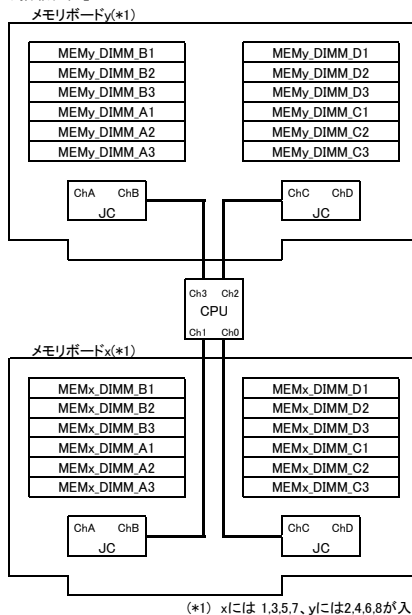 メモリボードy(*1)
MEMy_DIMM_B1
MEMy_DIMM_B2
MEMy_DIMM_B3
MEMy_DIMM_A1
MEMy_DIMM_A2
MEMy_DIMM_A3
MEMy_DIMM_D1
MEMy_DIMM_D2
MEMy_DIMM_D3
MEMy_DIMM_C1
MEMy_DIMM_C2
MEMy_DIMM_C3
ChA ChB
JC
ChC ChD
JC
Ch3 Ch2
CPU
Ch1 Ch0
メモリボードx(*1)
MEMx_DIMM_B1
MEMx_DIMM_B2
MEMx_DIMM_B3
MEMx_DIMM_A1
MEMx_DIMM_A2
MEMx_DIMM_A3
MEMx_DIMM_D1
MEMx_DIMM_D2
MEMx_DIMM_D3
MEMx_DIMM_C1
MEMx_DIMM_C2
MEMx_DIMM_C3
ChA ChB
JC
ChC ChD
JC
(*1) xには 1,3,5,7、yには2,4,6,8が入